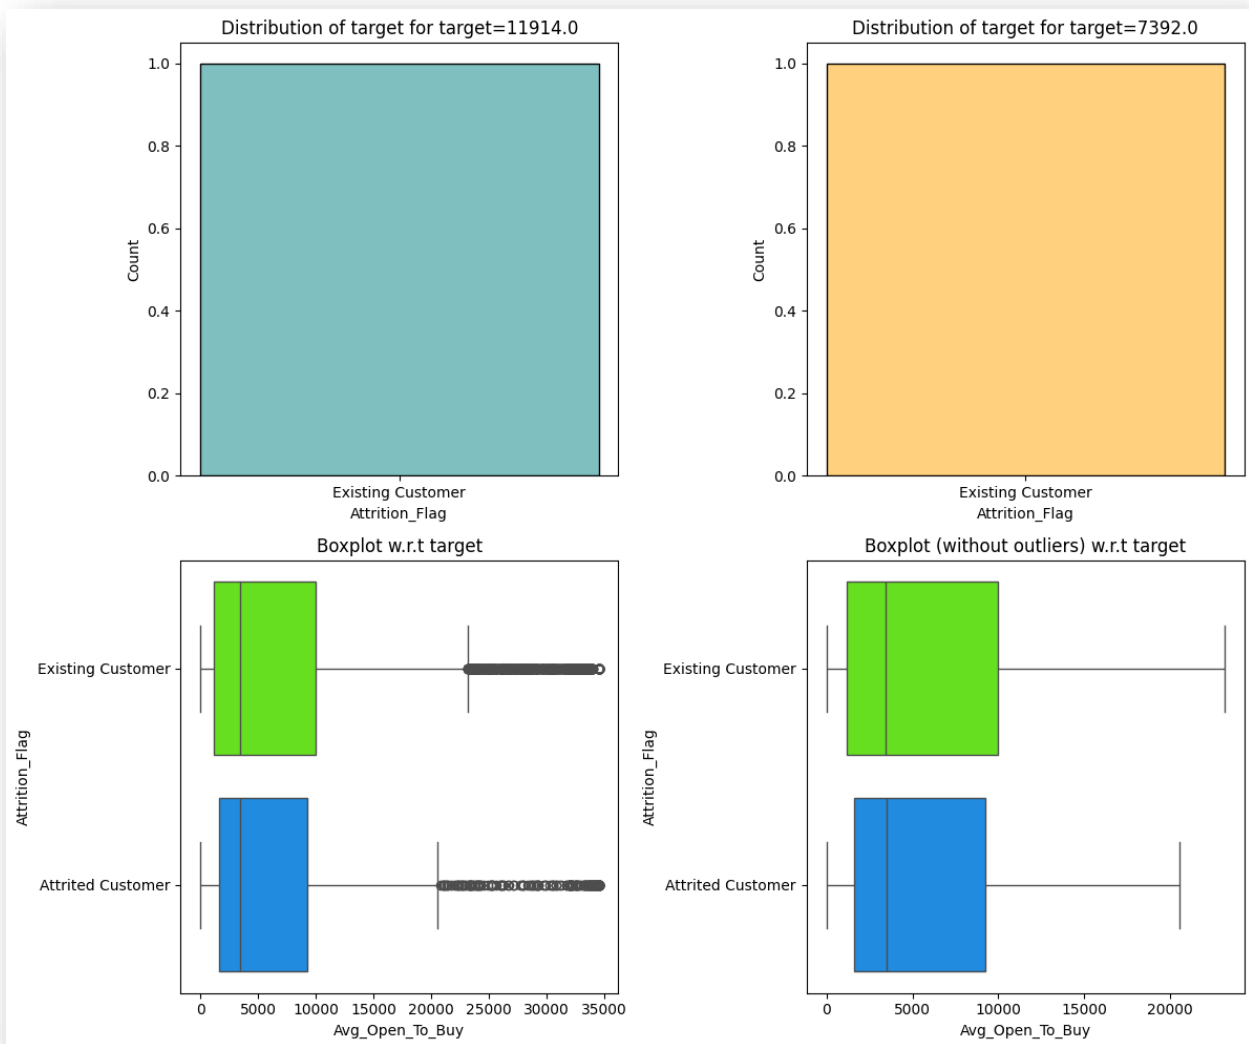 Distribution of target for target=11914.0
1.0
0.8
0.6
0.4
0.2
0.0
Count
Existing Customer
Attrition_Flag
Distribution of target for target=7392.0
1.0
0.8
0.6
0.4
0.2
0.0
Count
Existing Customer
Attrition_Flag
Boxplot w.r.t target
Existing Customer
Attrited Customer
Attrition_Flag
0 5000 10000 15000 20000 25000 30000 35000
Avg_Open_To_Buy
Boxplot (without outliers) w.r.t target
Existing Customer
Attrited Customer
Attrition_Flag
0 5000 10000 15000 20000
Avg_Open_To_Buy